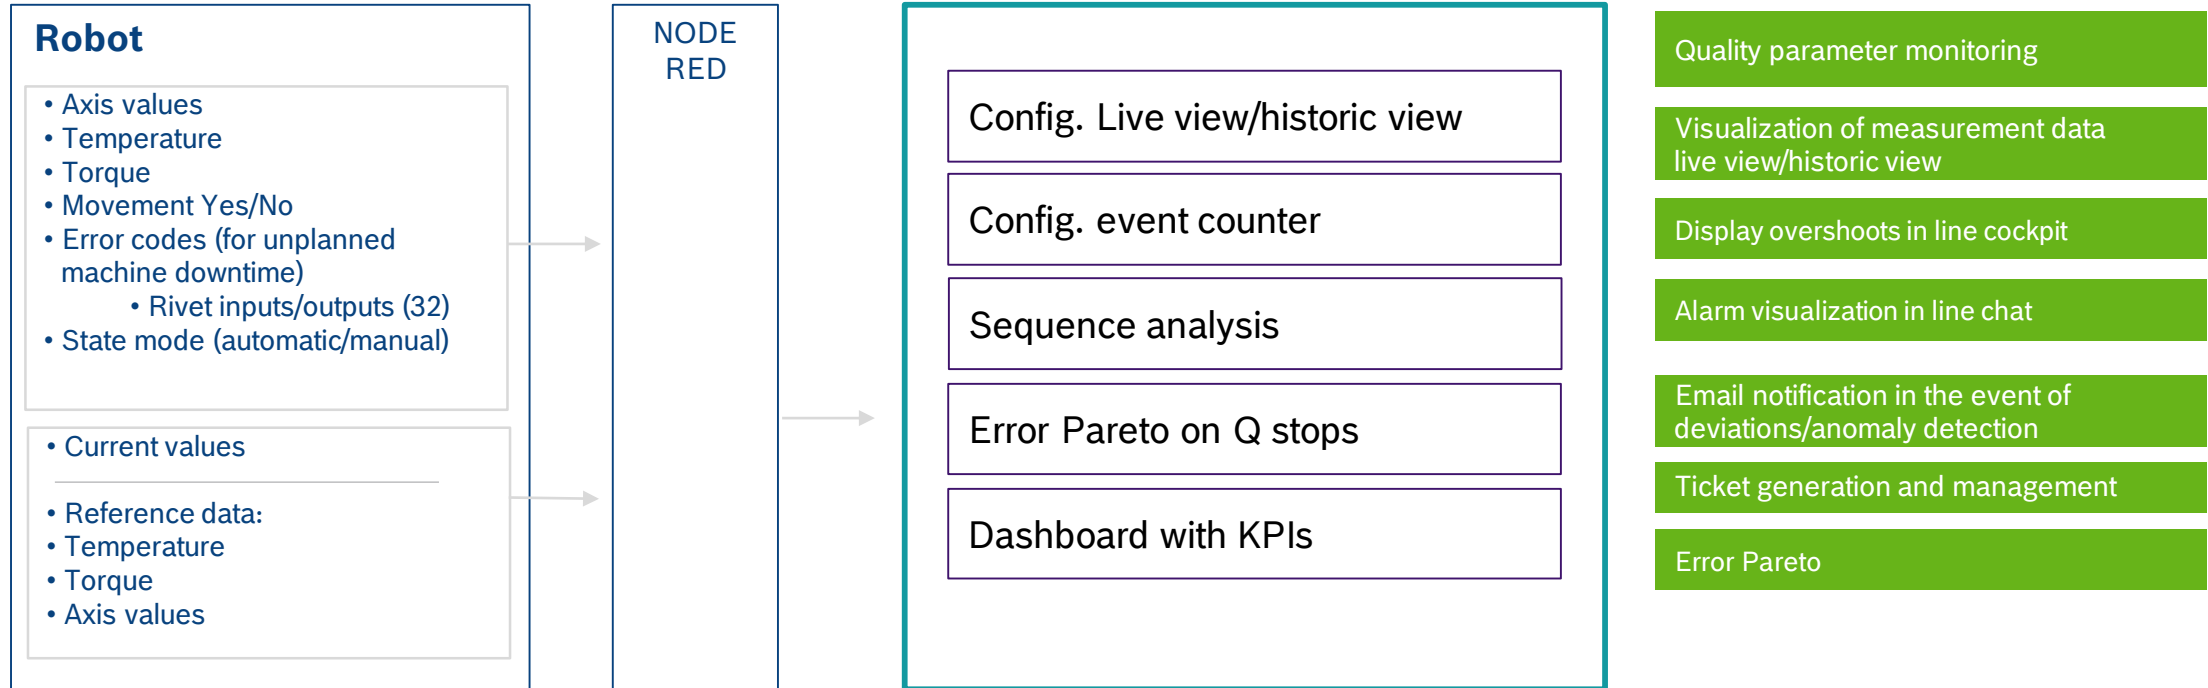 Robot
• Axis values
• Temperature
• Torque
• Movement Yes/No
• Error codes (for unplanned
machine downtime)
• Rivet inputs/outputs (32)
• State mode (automatic/manual)
• Current values
• Reference data:
• Temperature
• Torque
• Axis values
NODE
RED
Config. Live view/historic view
Config. event counter
Sequence analysis
Error Pareto on Q stops
Dashboard with KPIs
Quality parameter monitoring
Visualization of measurement data
live view/historic view
Display overshoots in line cockpit
Alarm visualization in line chat
Email notification in the event of
deviations/anomaly detection
Ticket generation and management
Error Pareto